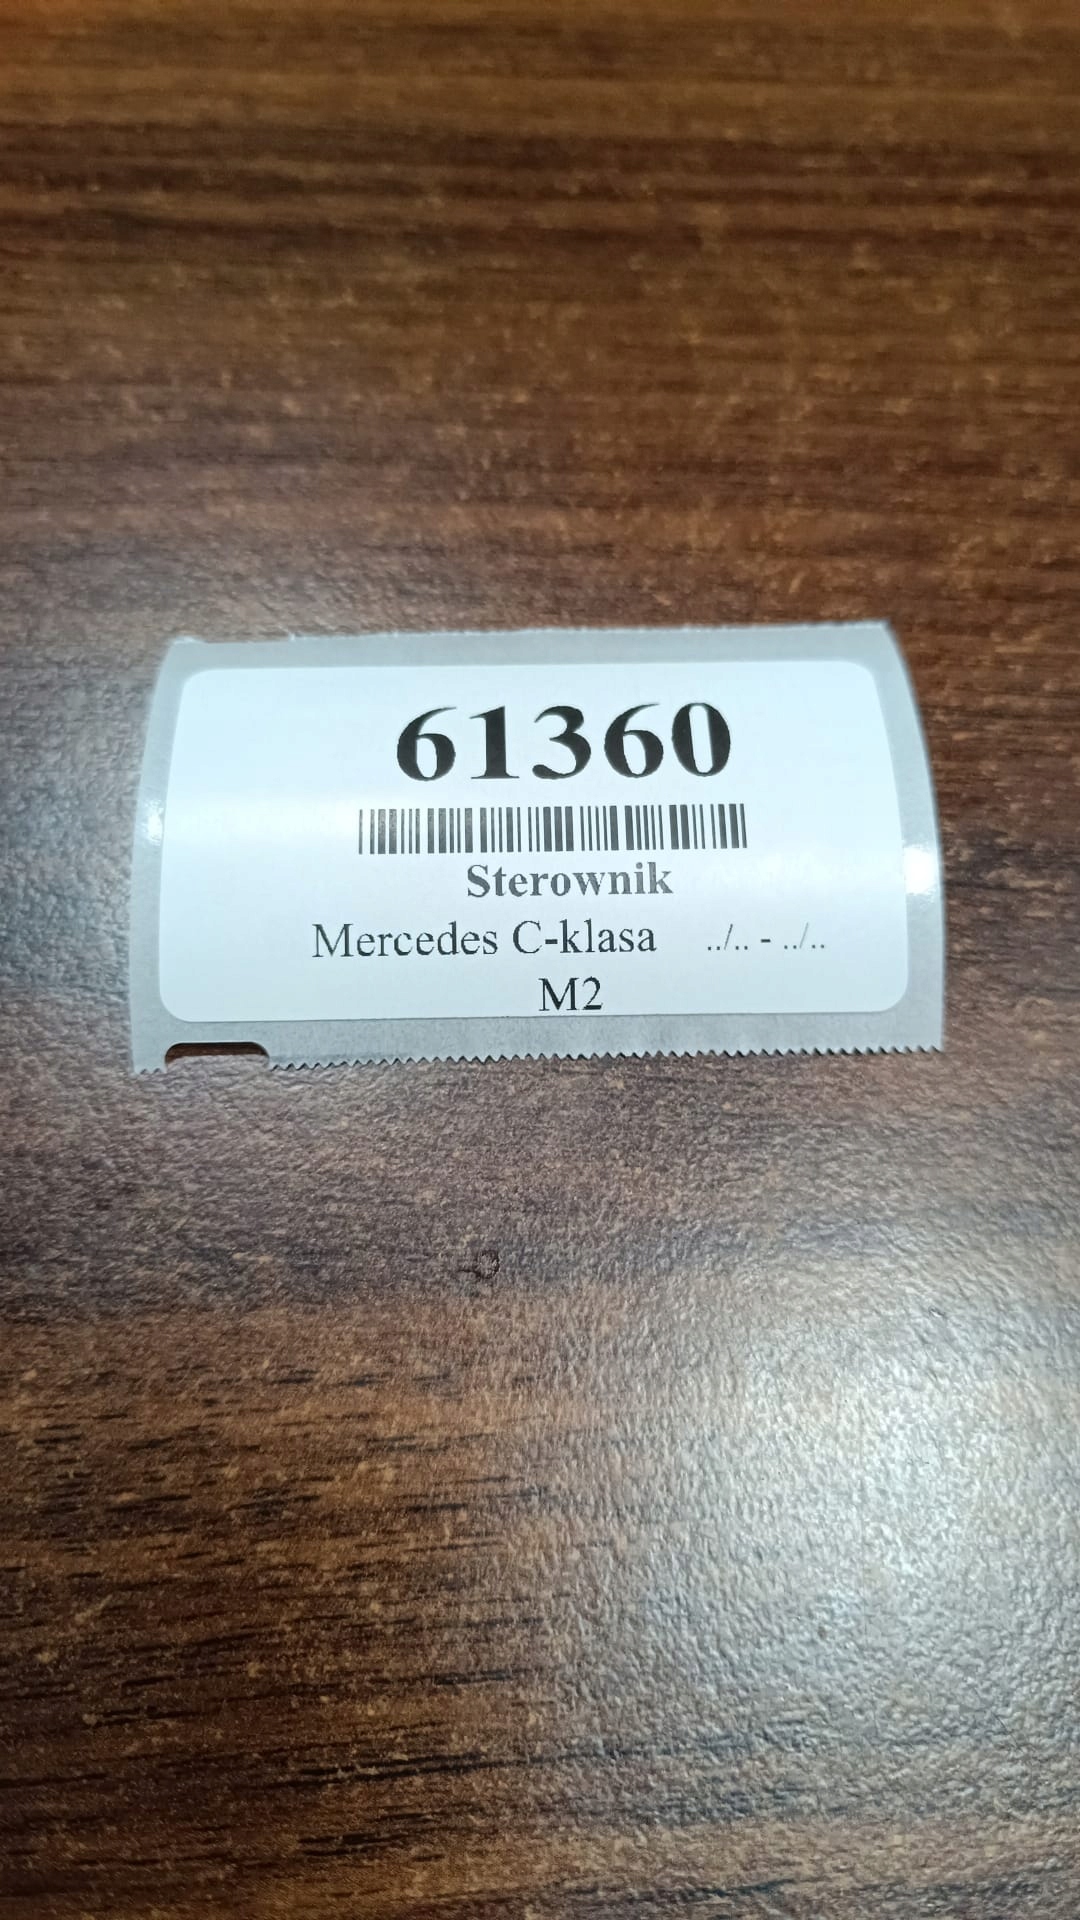 61360
Sterownik
Mercedes C-klasa ../.. - ../..
M2